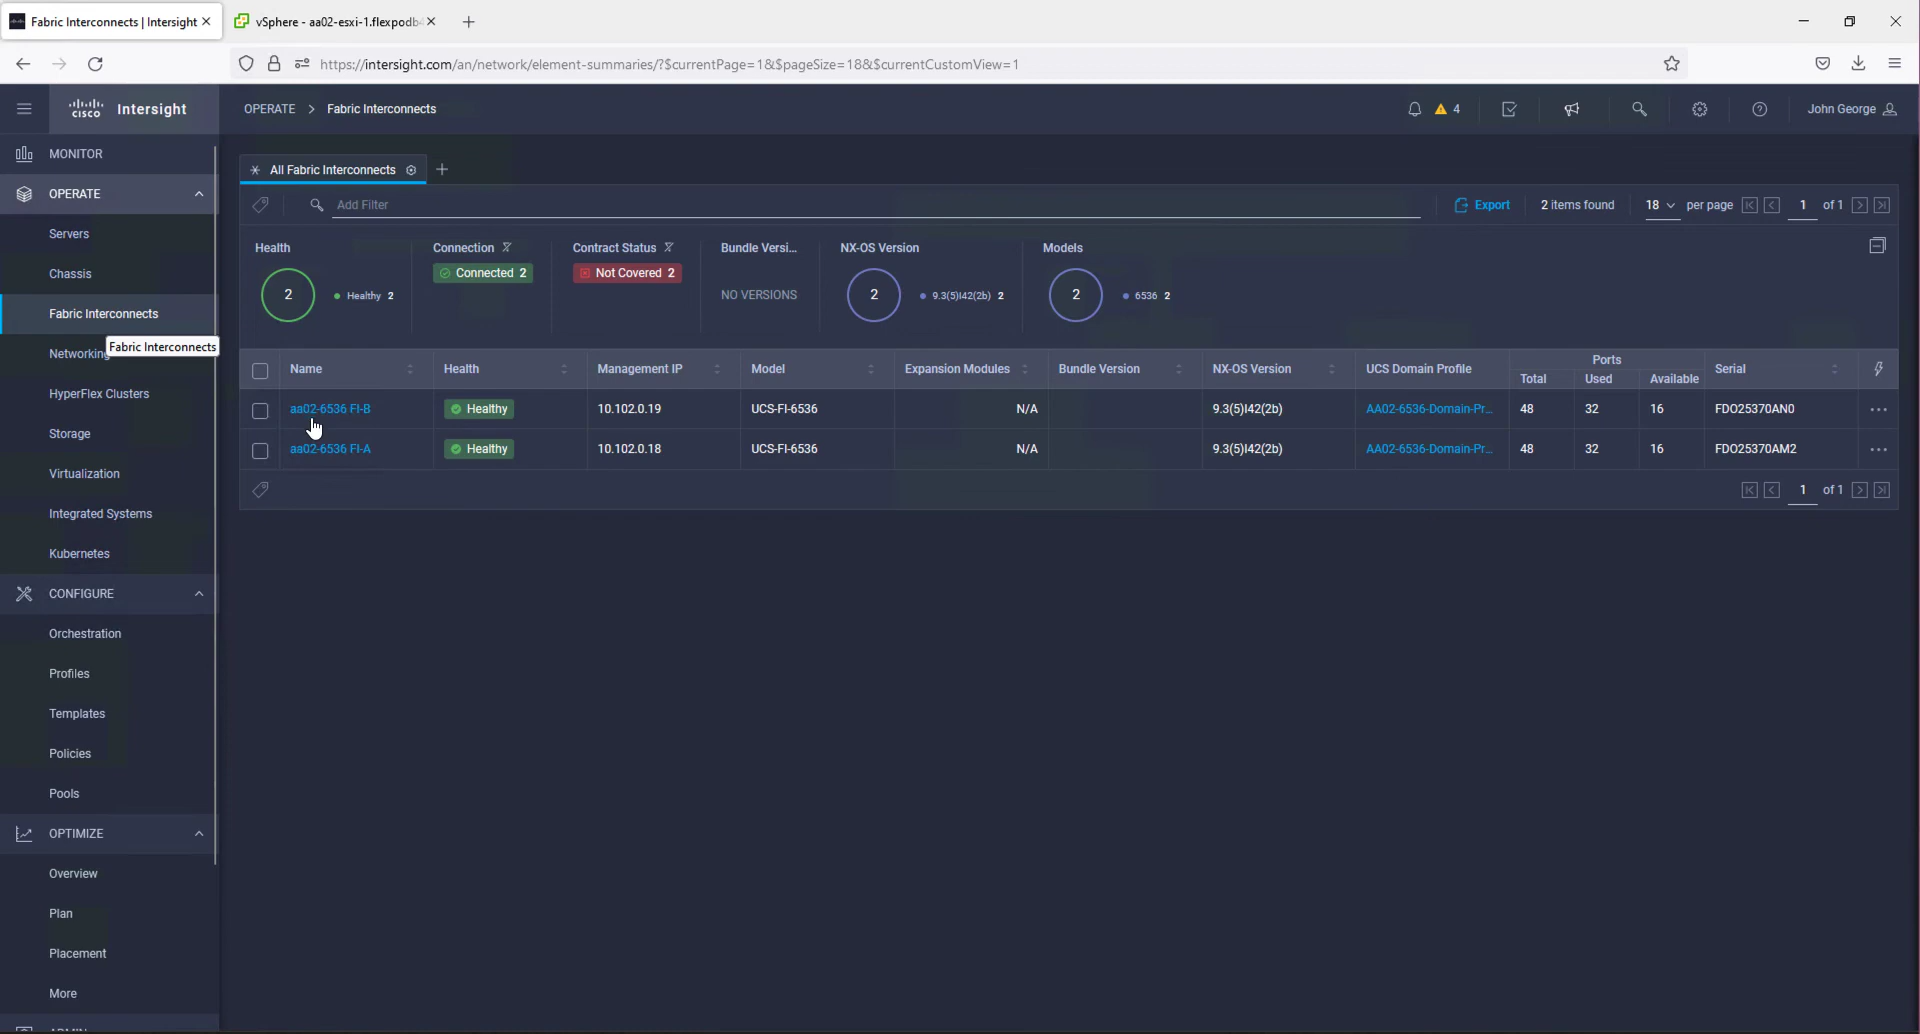 Fabric Interconnects | Intersight
vSphere - aa02-esxi-1.flexpodb4
https://intersight.com/an/network/element-summaries/?$currentPage=1&$pageSize=18&$currentCustomView=1
cisco Intersight
OPERATE > Fabric Interconnects
4
John George
MONITOR
OPERATE
Servers
Chassis
Fabric Interconnects
Fabric Interconnects
Networking
HyperFlex Clusters
Storage
Virtualization
Integrated Systems
Kubernetes
CONFIGURE
Orchestration
Profiles
Templates
Policies
Pools
OPTIMIZE
Overview
Plan
Placement
More
All Fabric Interconnects
Add Filter
Export 2 items found 18 per page 1 of 1
Health Connection Contract Status Bundle Versi... NX-OS Version Models
Connected 2 Not Covered 2
2 Healthy 2 NO VERSIONS 2 9.3(5)I42(2b) 2 2 6536 2
Name Health Management IP Model Expansion Modules Bundle Version NX-OS Version UCS Domain Profile Ports Serial
Total Used Available
aa02-6536 FI-B Healthy 10.102.0.19 UCS-FI-6536 N/A 9.3(5)I42(2b) AA02-6536-Domain-Pr... 48 32 16 FDO25370AN0 ...
aa02-6536 FI-A Healthy 10.102.0.18 UCS-FI-6536 N/A 9.3(5)I42(2b) AA02-6536-Domain-Pr... 48 32 16 FDO25370AM2 ...
1 of 1